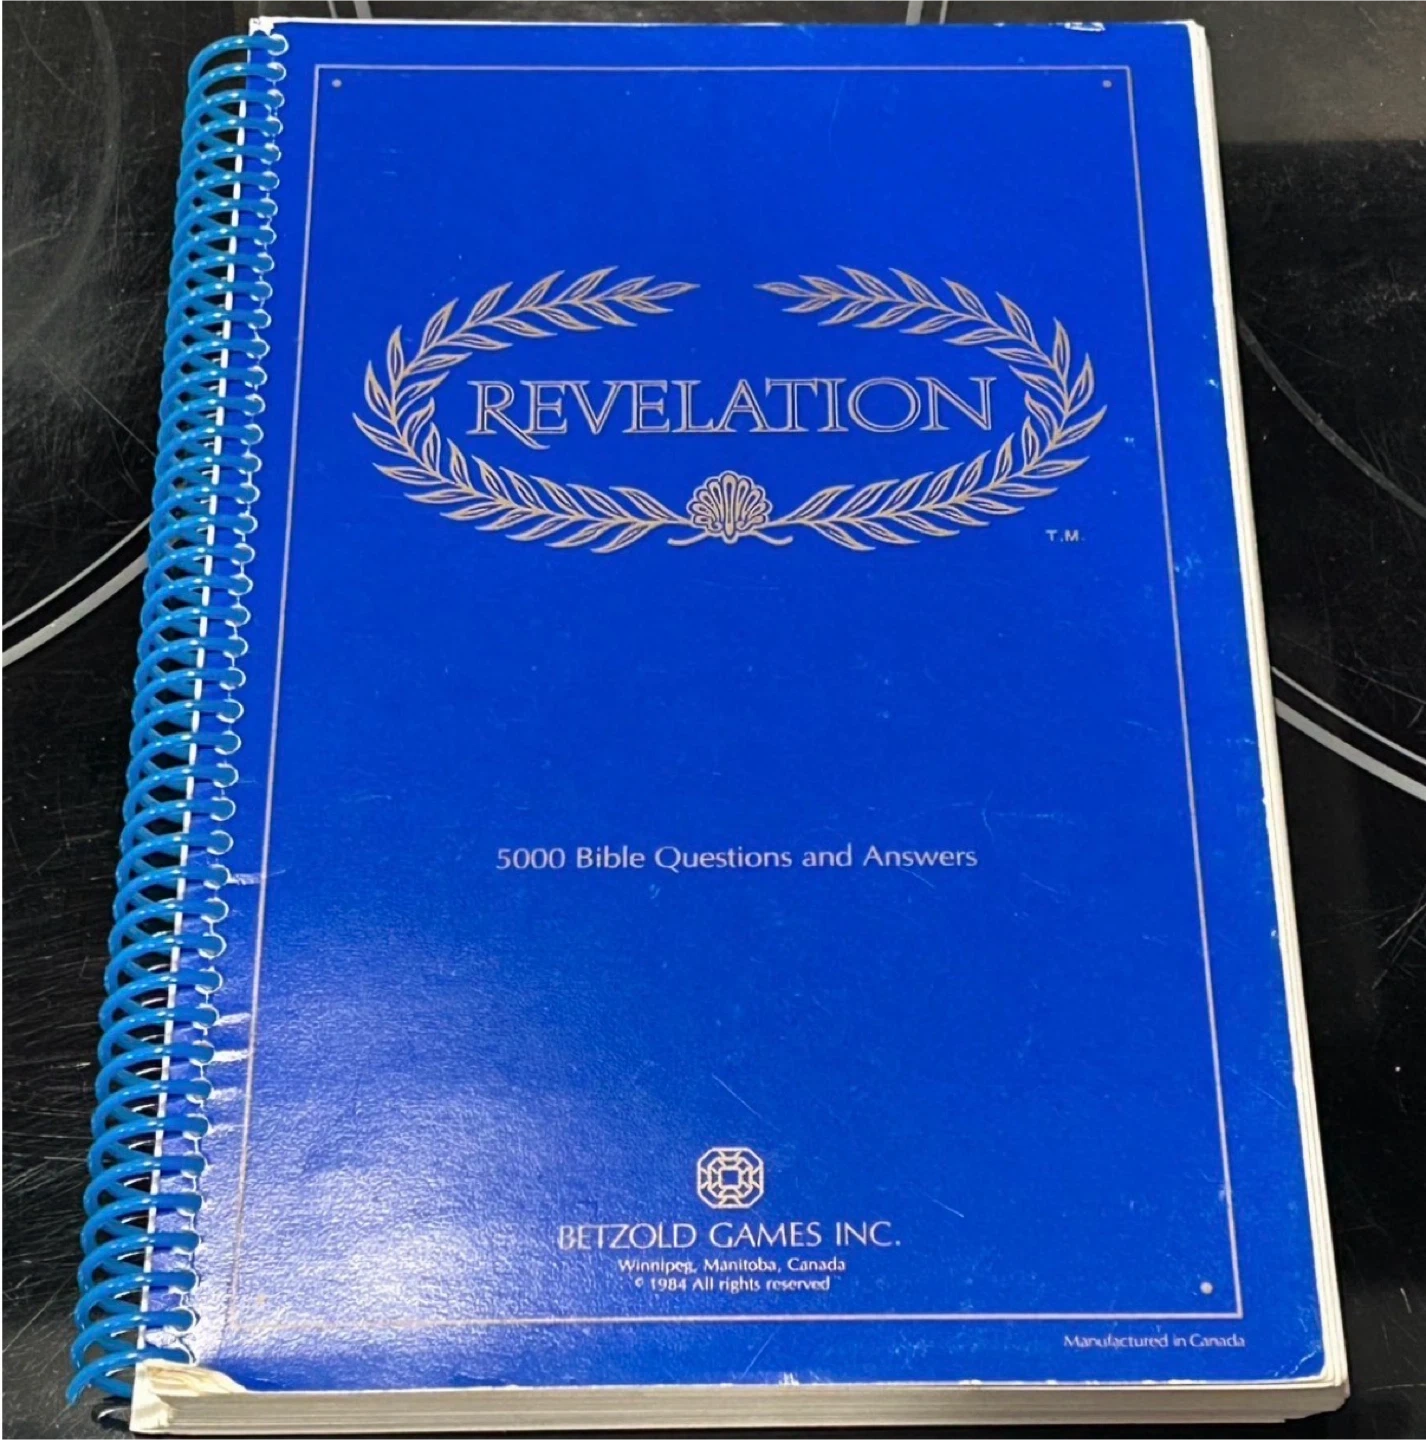 REVELATION
T.M.
5000 Bible Questions and Answers
BETZOLD GAMES INC.
Winnipeg, Manitoba, Canada
© 1984 All rights reserved
Manufactured in Canada